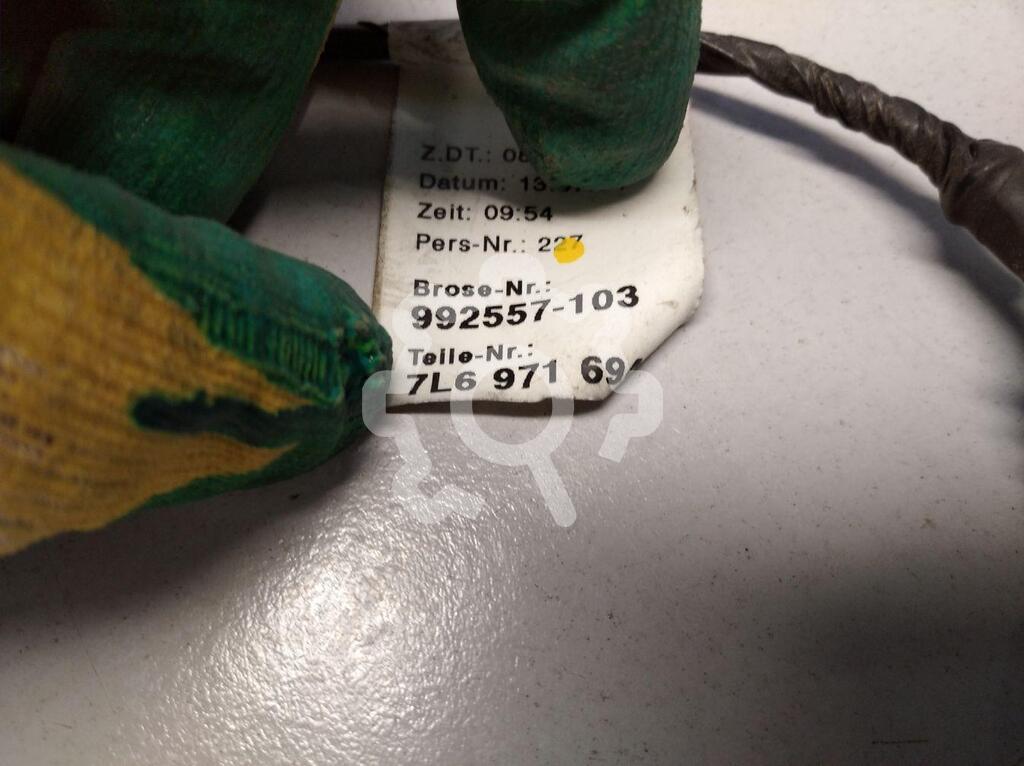 Z.DT.:
Datum:
Zeit: 09:54
Pers-Nr.: 227
Brose-Nr.:
992557-103
Teile-Nr.:
7L6 971